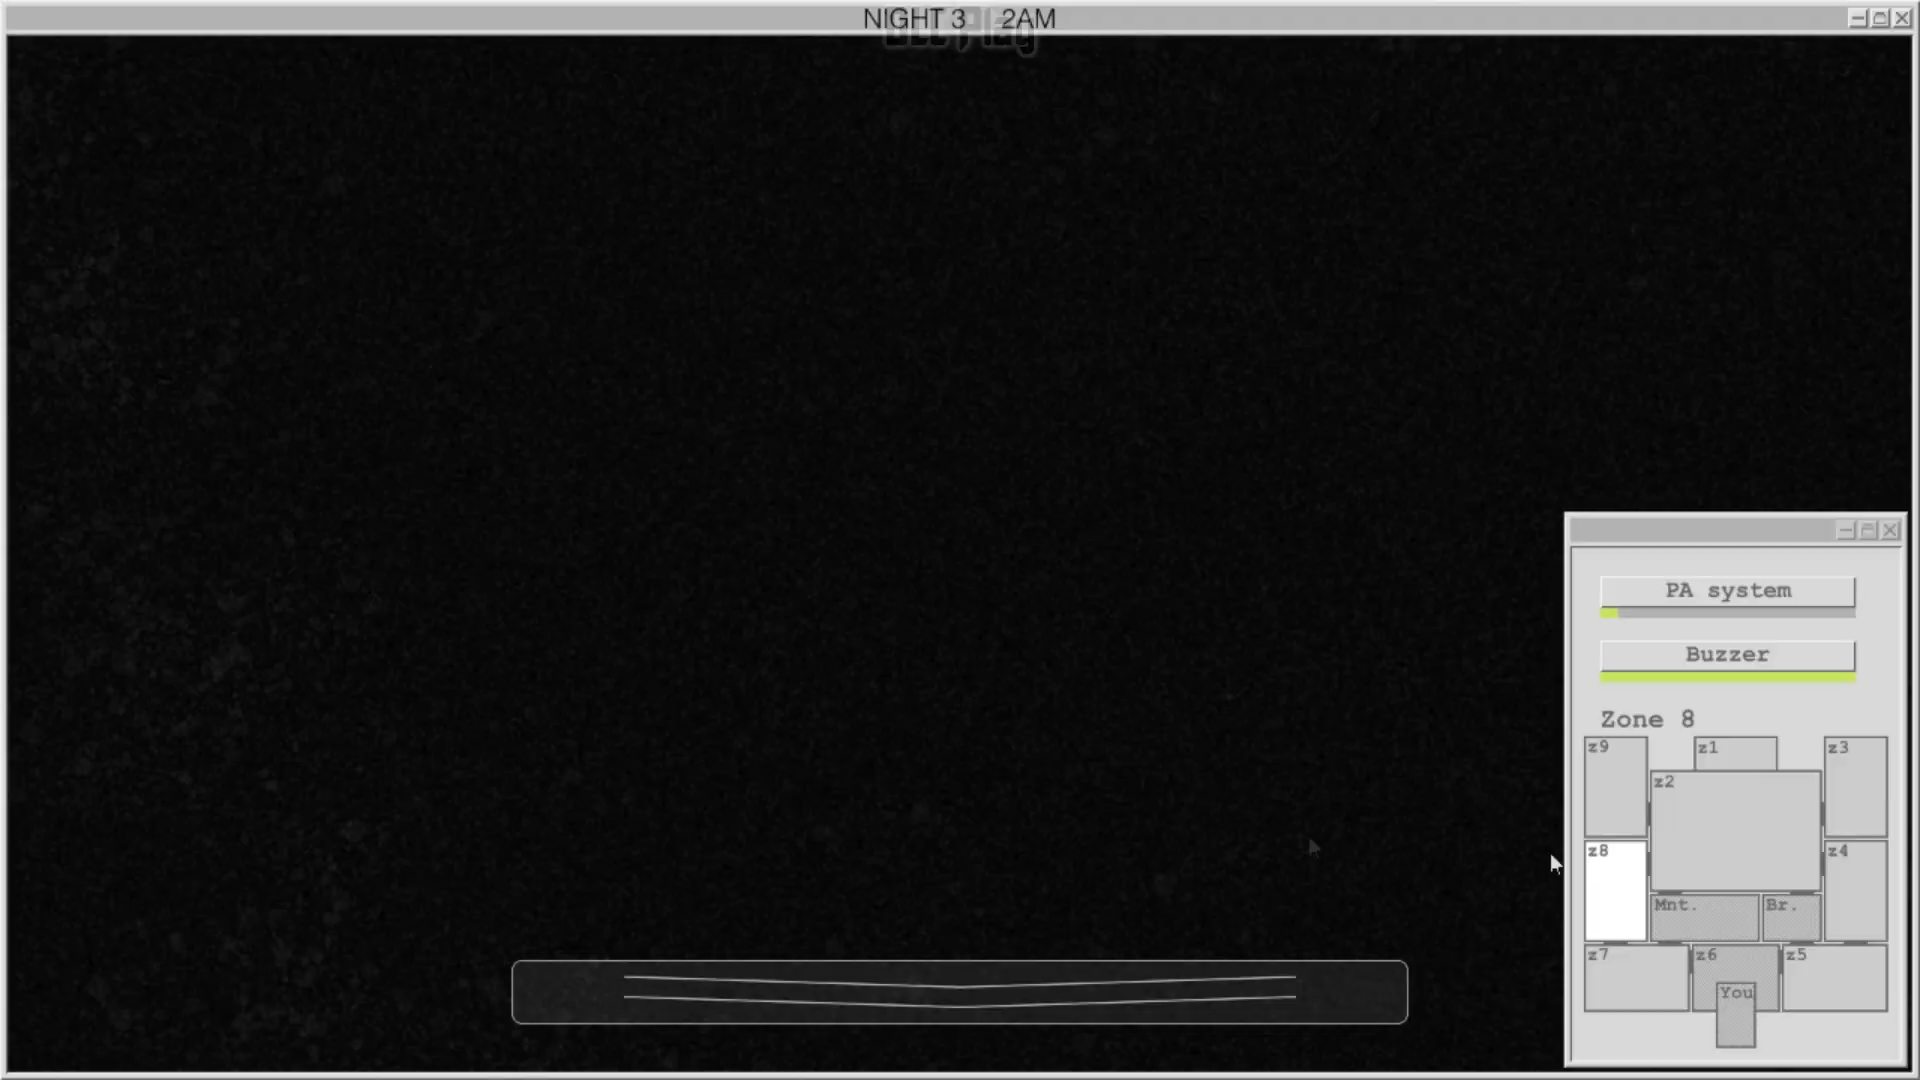 NIGHT 3 2AM
PA system
Buzzer
Zone 8
z9 z1 z3
z2
z8 z4
Mnt. Br.
z7 z6 z5
You